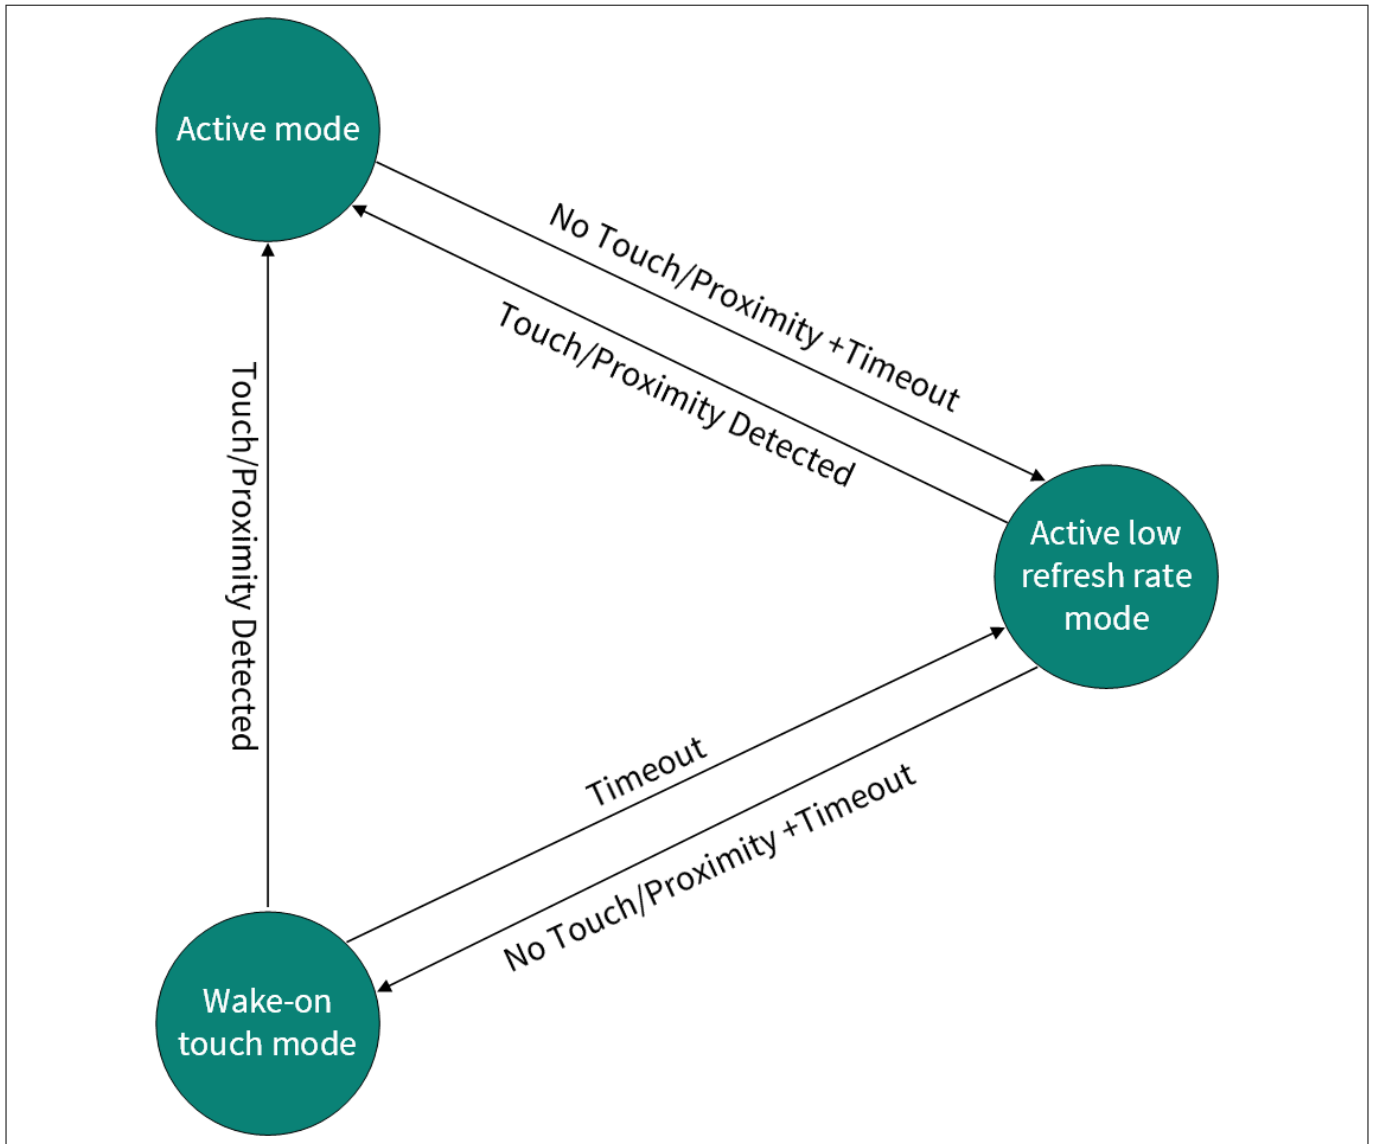 Active mode
No Touch/Proximity +Timeout
Touch/Proximity Detected
Touch/Proximity Detected
Active low
refresh rate
mode
Timeout
No Touch/Proximity +Timeout
Wake-on
touch mode